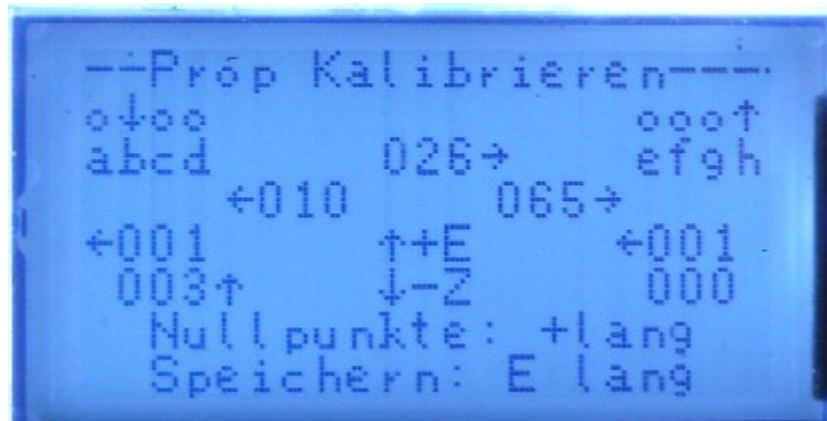 --Próp Kalibrieren----
o↓oo ooo↑
abcd 026→ efgh
←010 065→
←001 ↑+E ←001
003↑ ↓-Z 000
Nullpunkte: +lang
Speichern: E lang